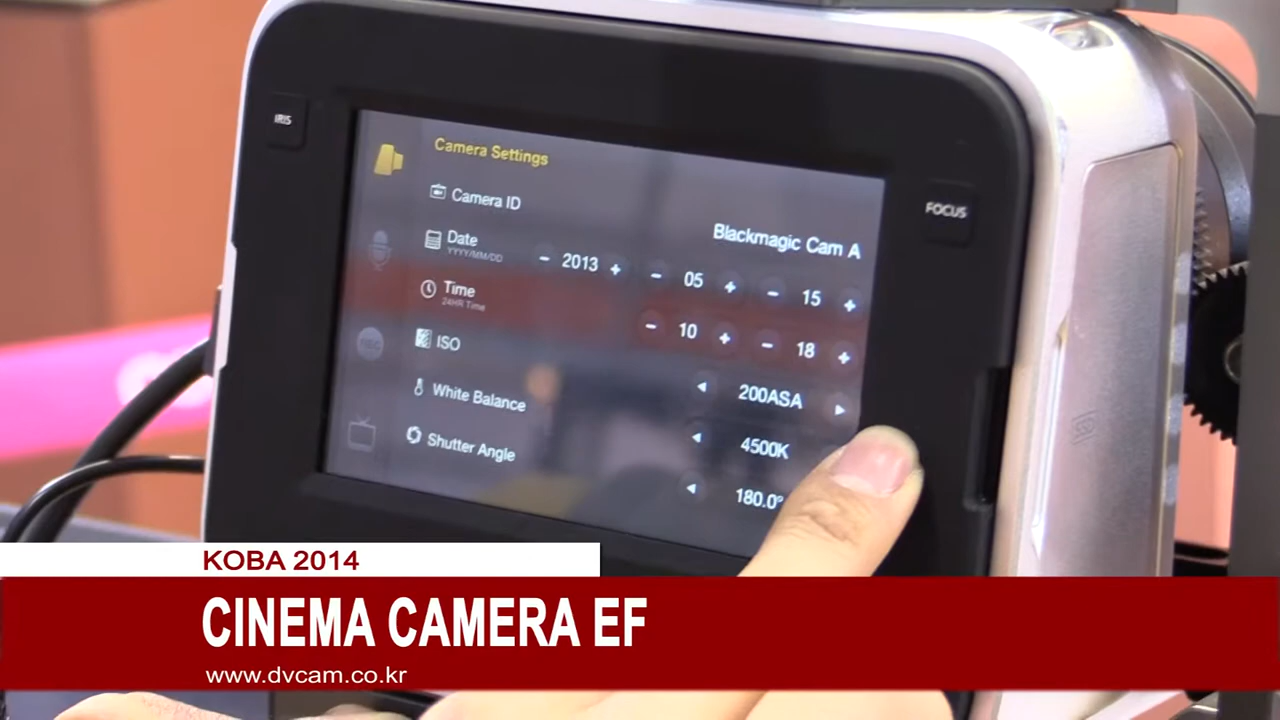 IRIS
FOCUS
Camera Settings
Camera ID Blackmagic Cam A
Date - 2013 + - 05 + - 15 +
YYYY/MM/DD
Time - 10 + - 18 +
24HR Time
ISO 200ASA
White Balance 4500K
Shutter Angle 180.0°
REC
SSD
KOBA 2014
CINEMA CAMERA EF
www.dvcam.co.kr